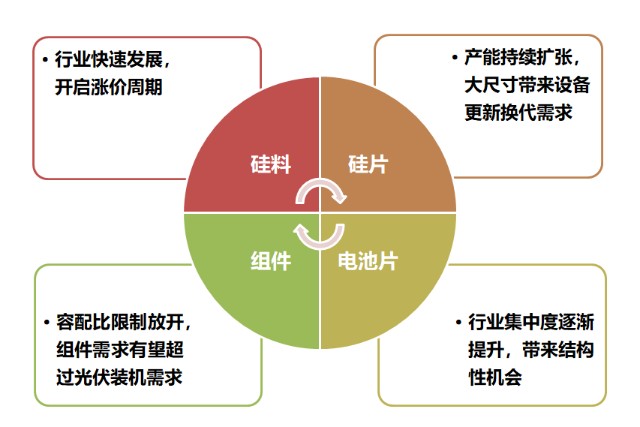 • 行业快速发展，
开启涨价周期
• 产能持续扩张，
大尺寸带来设备
更新换代需求
硅料
硅片
组件
电池片
• 容配比限制放开，
组件需求有望超
过光伏装机需求
• 行业集中度逐渐
提升，带来结构
性机会